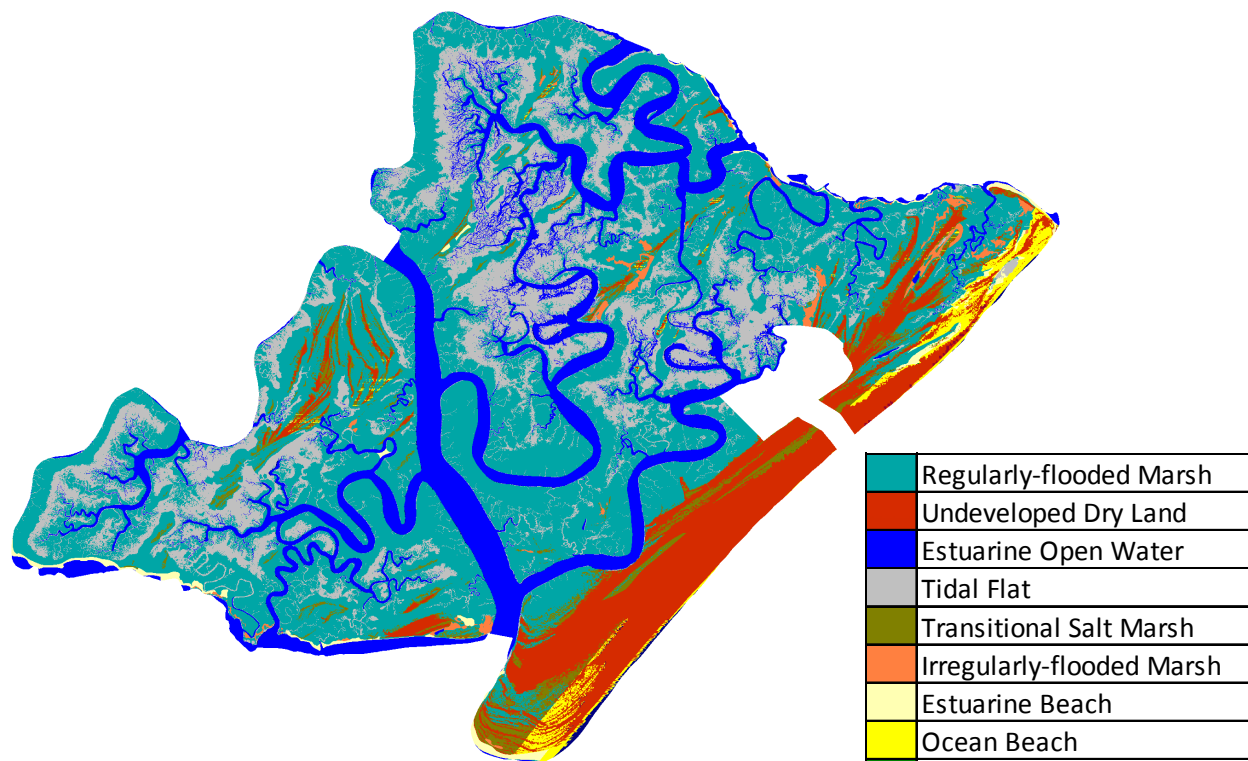 Regularly-flooded Marsh
Undeveloped Dry Land
Estuarine Open Water
Tidal Flat
Transitional Salt Marsh
Irregularly-flooded Marsh
Estuarine Beach
Ocean Beach